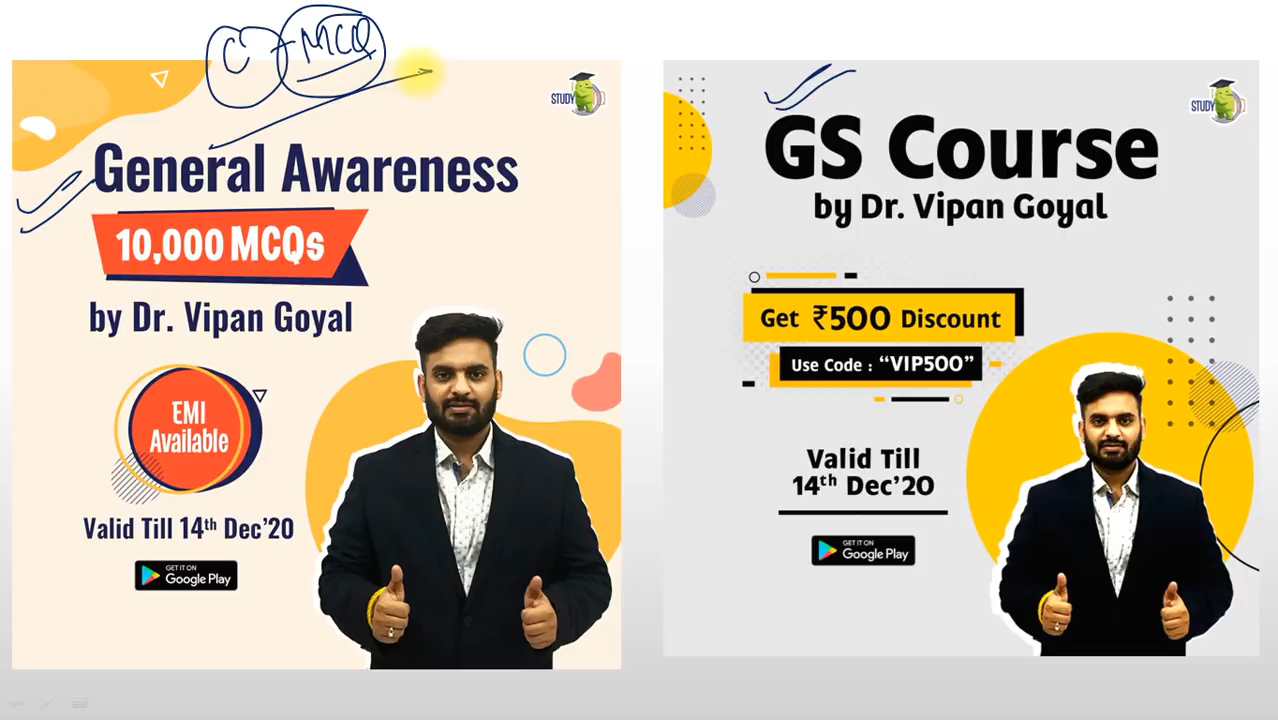 C + MCQ
STUDY
General Awareness
10,000 MCQs
by Dr. Vipan Goyal
EMI
Available
Valid Till 14th Dec'20
GET IT ON
Google Play
STUDY
GS Course
by Dr. Vipan Goyal
Get ₹500 Discount
Use Code : “VIP500”
Valid Till
14th Dec'20
GET IT ON
Google Play